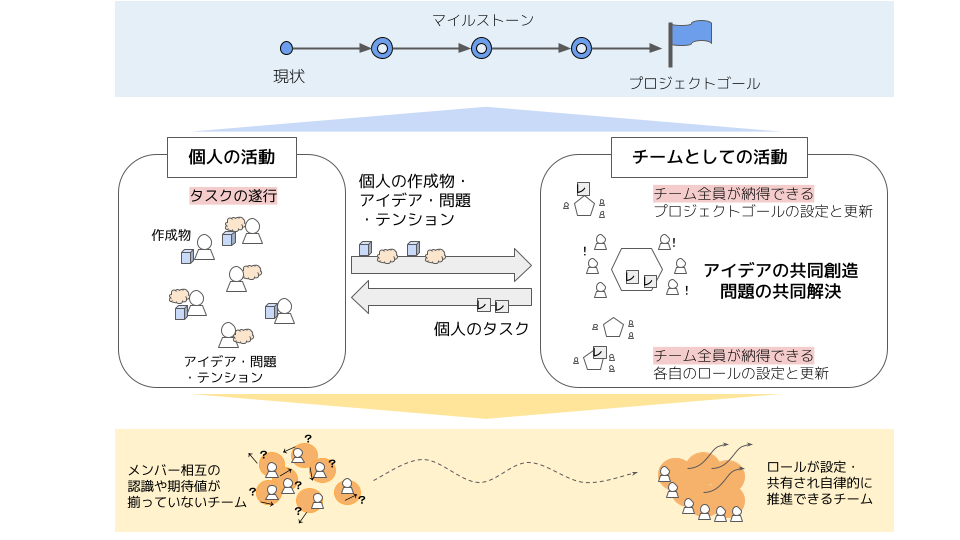 マイルストーン
現状
プロジェクトゴール
個人の活動
タスクの遂行
作成物
アイデア・問題
・テンション
個人の作成物・
アイデア・問題
・テンション
個人のタスク
チームとしての活動
チーム全員が納得できる
プロジェクトゴールの設定と更新
!
!
!
アイデアの共同創造
問題の共同解決
チーム全員が納得できる
各自のロールの設定と更新
メンバー相互の
認識や期待値が
揃っていないチーム
?
?
?
?
?
?
?
ロールが設定・
共有され自律的に
推進できるチーム